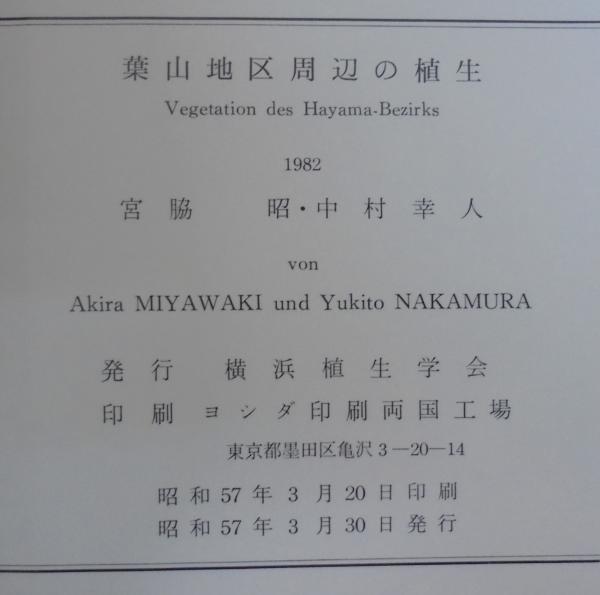 葉山地区周辺の植生
Vegetation des Hayama-Bezirks
1982
宮脇 昭・中村幸人
von
Akira MIYAWAKI und Yukito NAKAMURA
発行 横浜植生学会
印刷 ヨシダ印刷両国工場
東京都墨田区亀沢3—20—14
昭和57年3月20日印刷
昭和57年3月30日発行